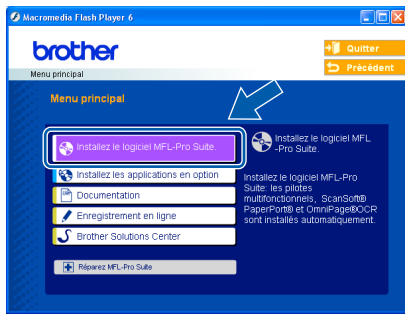 Macromedia Flash Player 6
brother
Quitter
Précédent
Menu principal
Menu principal
Installez le logiciel MFL-Pro Suite.
Installez les applications en option
Documentation
Enregistrement en ligne
Brother Solutions Center
Réparez MFL-Pro Suite
Installez le logiciel MFL
-Pro Suite.
Installez le logiciel MFL-Pro
Suite: les pilotes
multifonctionnels, ScanSoft®
PaperPort® et OmniPage®OCR
sont installés automatiquement.